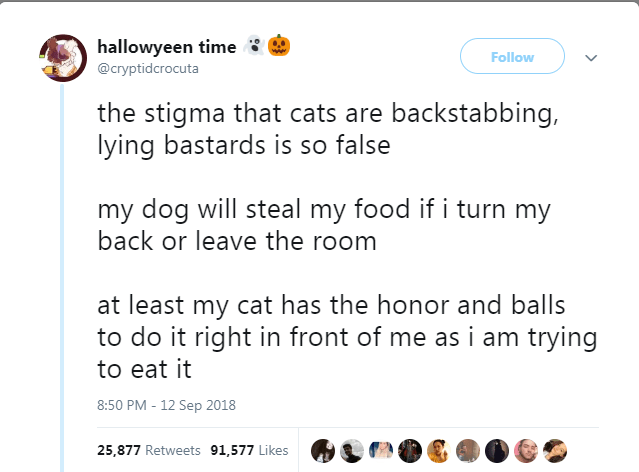 hallowyeen time 👻🎃
@cryptidcrocuta
Follow
the stigma that cats are backstabbing,
lying bastards is so false
my dog will steal my food if i turn my
back or leave the room
at least my cat has the honor and balls
to do it right in front of me as i am trying
to eat it
8:50 PM - 12 Sep 2018
25,877 Retweets 91,577 Likes